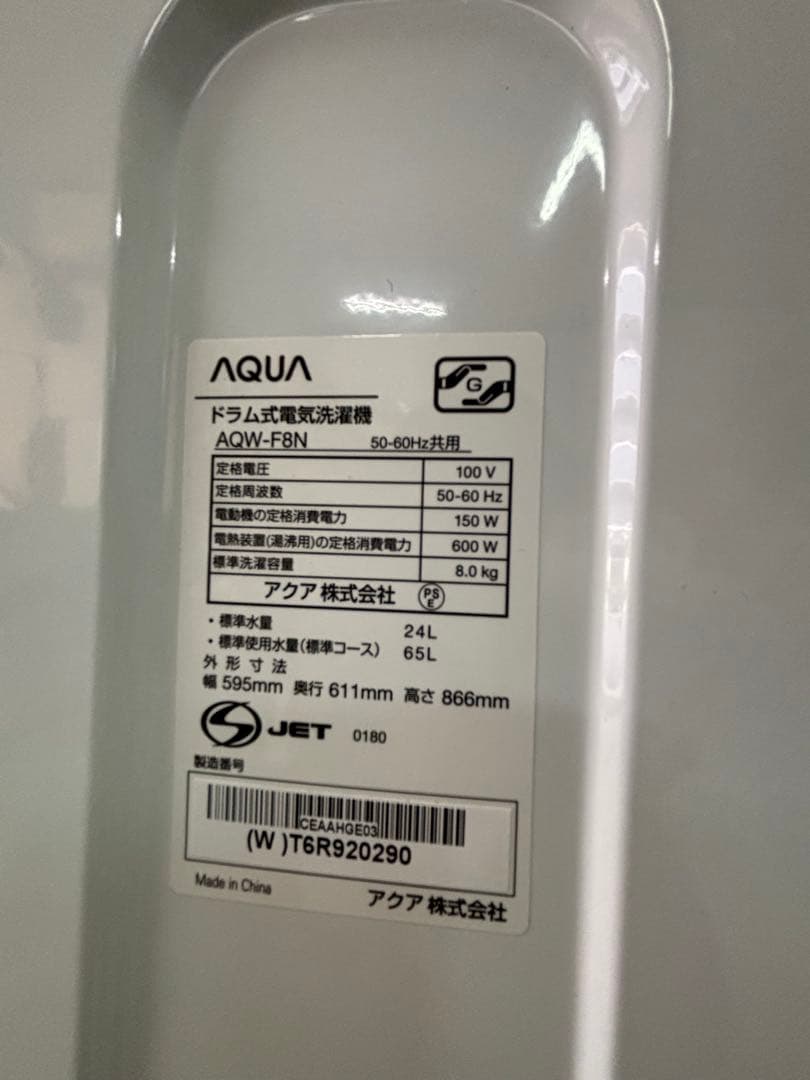 AQUA
G
ドラム式電気洗濯機
AQW-F8N 50-60Hz共用
定格電圧 100 V
定格周波数 50-60 Hz
電動機の定格消費電力 150 W
電熱装置(湯沸用)の定格消費電力 600 W
標準洗濯容量 8.0 kg
アクア 株式会社 PS E
・標準水量 24L
・標準使用水量(標準コース) 65L
外 形 寸 法
幅 595mm 奥行 611mm 高さ 866mm
S JET 0180
製造番号
CEAAHGE03
(W )T6R920290
Made in China アクア 株式会社